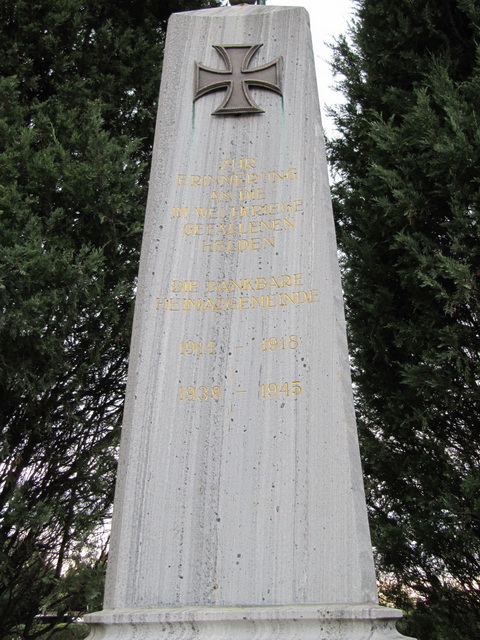 ZUR
ERINNERUNG
AN DIE
IM WELTKRIEGE
GEFALLENEN
HELDEN
DIE DANKBARE
HEIMATGEMEINDE
1914 - 1918
1939 - 1945